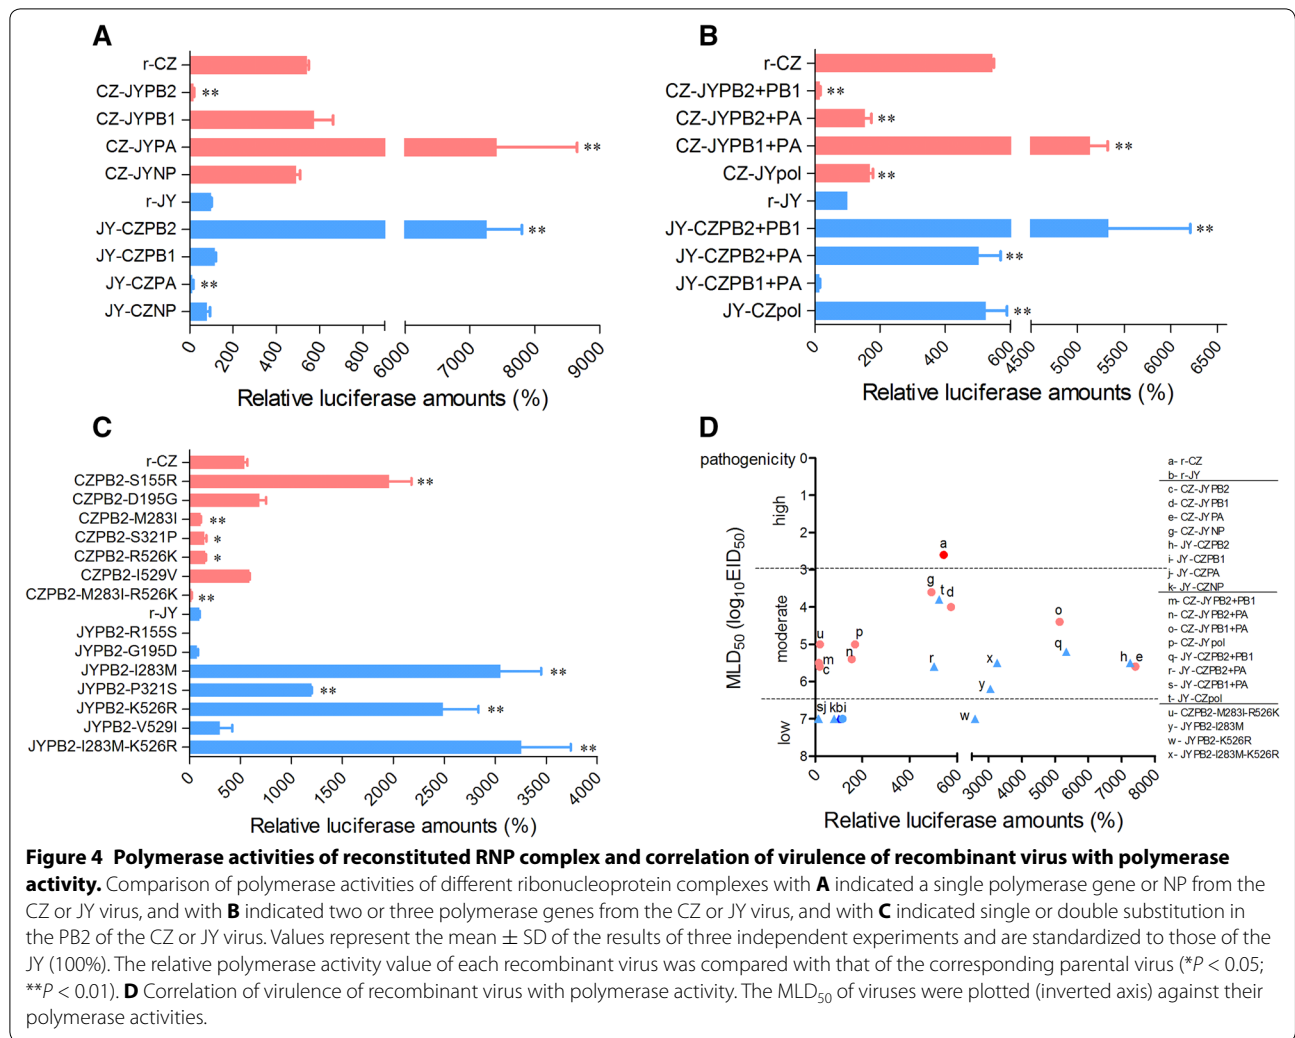 A
r-CZ
CZ-JYPB2
**
CZ-JYPB1
CZ-JYPA
**
CZ-JYNP
r-JY
JY-CZPB2
**
JY-CZPB1
JY-CZPA
**
JY-CZNP
0
200
400
600
800
6000
7000
8000
9000
Relative luciferase amounts (%)
B
r-CZ
CZ-JYPB2+PB1
**
CZ-JYPB2+PA
**
CZ-JYPB1+PA
**
CZ-JYpol
**
r-JY
JY-CZPB2+PB1
**
JY-CZPB2+PA
**
JY-CZPB1+PA
JY-CZpol
**
0
200
400
600
4500
5000
5500
6000
6500
Relative luciferase amounts (%)
C
r-CZ
CZPB2-S155R
**
CZPB2-D195G
CZPB2-M283I
**
CZPB2-S321P
*
CZPB2-R526K
*
CZPB2-I529V
CZPB2-M283I-R526K
**
r-JY
JYPB2-R155S
JYPB2-G195D
JYPB2-I283M
**
JYPB2-P321S
**
JYPB2-K526R
**
JYPB2-V529I
JYPB2-I283M-K526R
**
0
500
1000
1500
2000
2500
3000
3500
4000
Relative luciferase amounts (%)
D
pathogenicity
0
1
2
3
4
5
6
7
8
high
moderate
low
MLD50 (log10EID50)
a
g
t
d
o
u
p
q
m
n
c
r
x
h
e
y
s
j
k
b
i
w
0
200
400
600
3000
4000
5000
6000
7000
8000
Relative luciferase amounts (%)
a- r-CZ
b- r-JY
c- CZ-JYPB2
d- CZ-JYPB1
e- CZ-JYPA
g- CZ-JYNP
h- JY-CZPB2
i- JY-CZPB1
j- JY-CZPA
k- JY-CZNP
m- CZ-JYPB2+PB1
n- CZ-JYPB2+PA
o- CZ-JYPB1+PA
p- CZ-JYpol
q- JY-CZPB2+PB1
r- JY-CZPB2+PA
s- JY-CZPB1+PA
t- JY-CZpol
u- CZPB2-M283I-R526K
y- JYPB2-I283M
w- JYPB2-K526R
x- JYPB2-I283M-K526R
Figure 4 Polymerase activities of reconstituted RNP complex and correlation of virulence of recombinant virus with polymerase
activity. Comparison of polymerase activities of different ribonucleoprotein complexes with A indicated a single polymerase gene or NP from the
CZ or JY virus, and with B indicated two or three polymerase genes from the CZ or JY virus, and with C indicated single or double substitution in
the PB2 of the CZ or JY virus. Values represent the mean ± SD of the results of three independent experiments and are standardized to those of the
JY (100%). The relative polymerase activity value of each recombinant virus was compared with that of the corresponding parental virus (*P < 0.05;
**P < 0.01). D Correlation of virulence of recombinant virus with polymerase activity. The MLD50 of viruses were plotted (inverted axis) against their
polymerase activities.